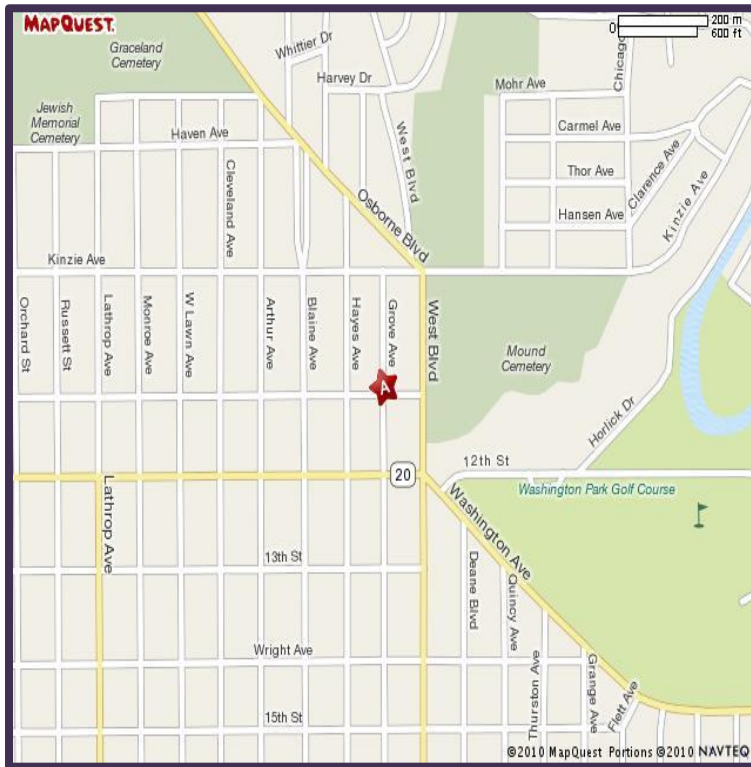 MAPQUEST.
0
200 m
600 ft
Graceland
Cemetery
Whittier Dr
Harvey Dr
Chicago
Mohr Ave
Jewish
Memorial
Cemetery
Haven Ave
West Blvd
Carmel Ave
Cleveland Ave
Thor Ave
Clarence Ave
Osborne Blvd
Hansen Ave
Kinzie Ave
Kinzie Ave
Orchard St
Russett St
Lathrop Ave
Monroe Ave
W Lawn Ave
Arthur Ave
Blaine Ave
Hayes Ave
Grove Ave
West Blvd
Mound
Cemetery
A
Horlick Dr
12th St
20
Washington Park Golf Course
Lathrop Ave
Washington Ave
13th St
Deane Blvd
Quincy Ave
Wright Ave
Thurston Ave
Grange Ave
Flett Ave
15th St
©2010 MapQuest Portions ©2010 NAVTEQ